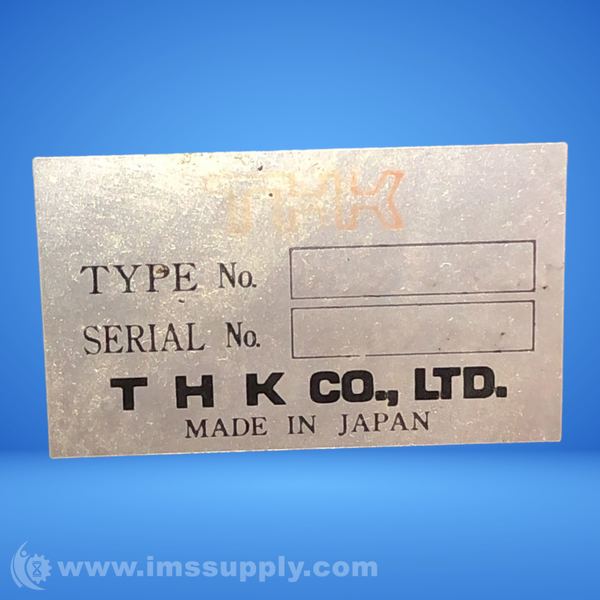 THK
TYPE No.
SERIAL No.
T H K CO., LTD.
MADE IN JAPAN
www.imssupply.com